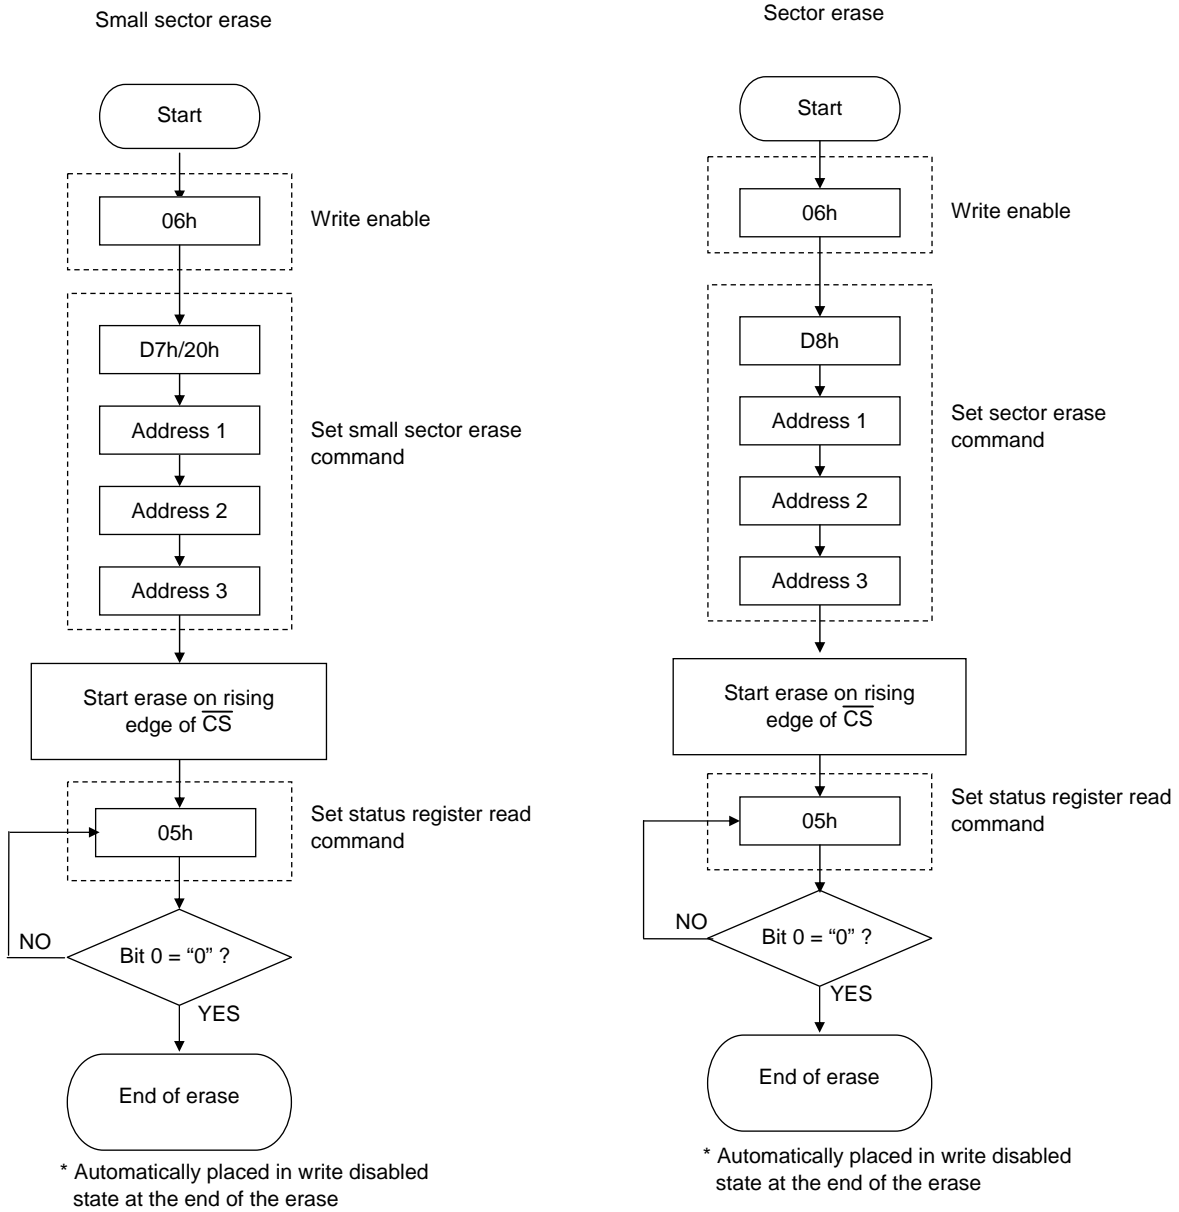 Small sector erase
Start
06h
Write enable
D7h/20h
Address 1
Set small sector erase
command
Address 2
Address 3
Start erase on rising
edge of C̅S̅
05h
Set status register read
command
NO
Bit 0 = “0” ?
YES
End of erase
* Automatically placed in write disabled
state at the end of the erase
Sector erase
Start
06h
Write enable
D8h
Address 1
Set sector erase
command
Address 2
Address 3
Start erase on rising
edge of C̅S̅
05h
Set status register read
command
NO
Bit 0 = “0” ?
YES
End of erase
* Automatically placed in write disabled
state at the end of the erase